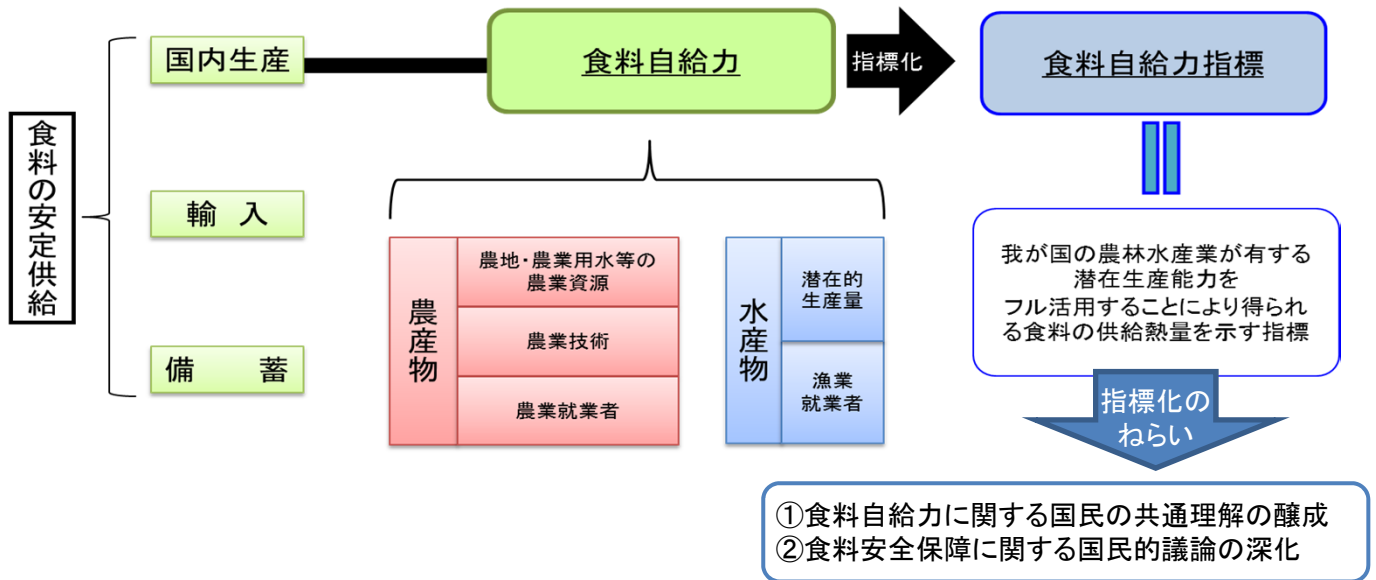 食料の安定供給
国内生産
輸 入
備 蓄
食料自給力
指標化
食料自給力指標
農産物
農地・農業用水等の
農業資源
農業技術
農業就業者
水産物
潜在的
生産量
漁業
就業者
我が国の農林水産業が有する
潜在生産能力を
フル活用することにより得られ
る食料の供給熱量を示す指標
指標化の
ねらい
①食料自給力に関する国民の共通理解の醸成
②食料安全保障に関する国民的議論の深化